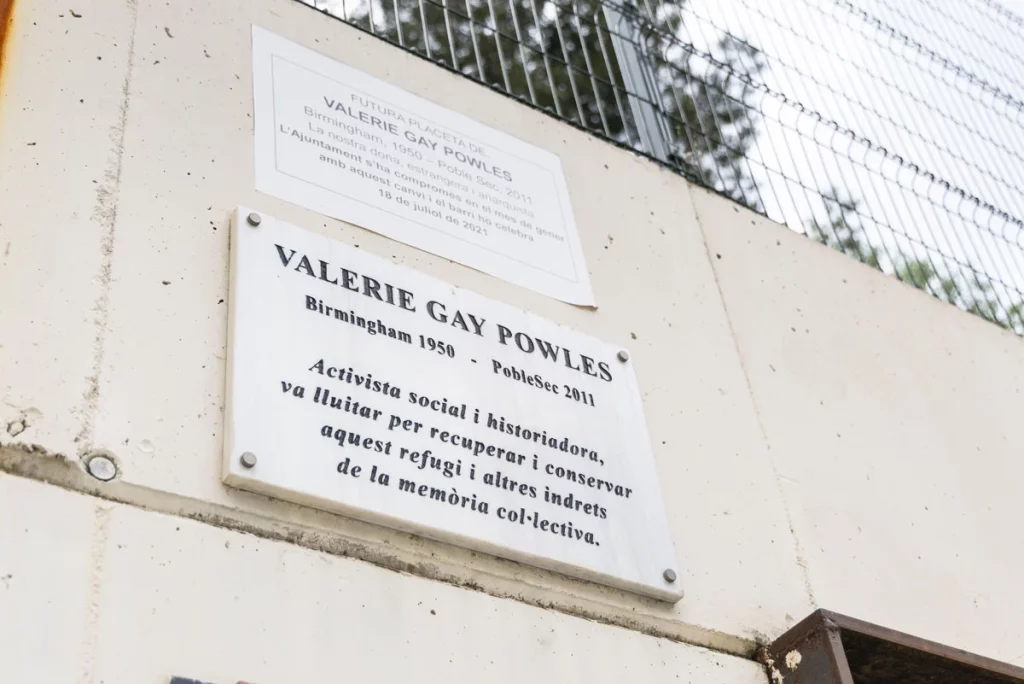 FUTURA PLACETA DE
VALERIE GAY POWLES
Birmingham, 1950 – Poble Sec, 2011
La nostra dona, estrangera i anarquista
L'Ajuntament s'ha compromès en el mes de gener
amb aquest canvi i el barri ho celebra
18 de juliol de 2021
VALERIE GAY POWLES
Birmingham 1950 - PobleSec 2011
Activista social i historiadora,
va lluitar per recuperar i conservar
aquest refugi i altres indrets
de la memòria col·lectiva.